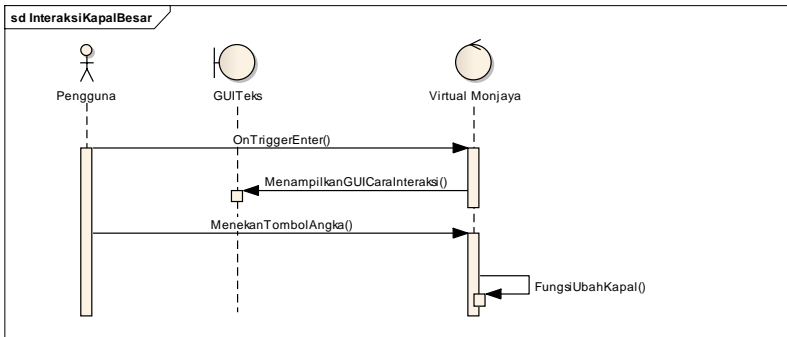 sd InteraksiKapalBesar
Pengguna
GUITeks
Virtual Monjaya
OnTriggerEnter()
MenampilkanGUICaraInteraksi()
MenekanTombolAngka()
FungsiUbahKapal()